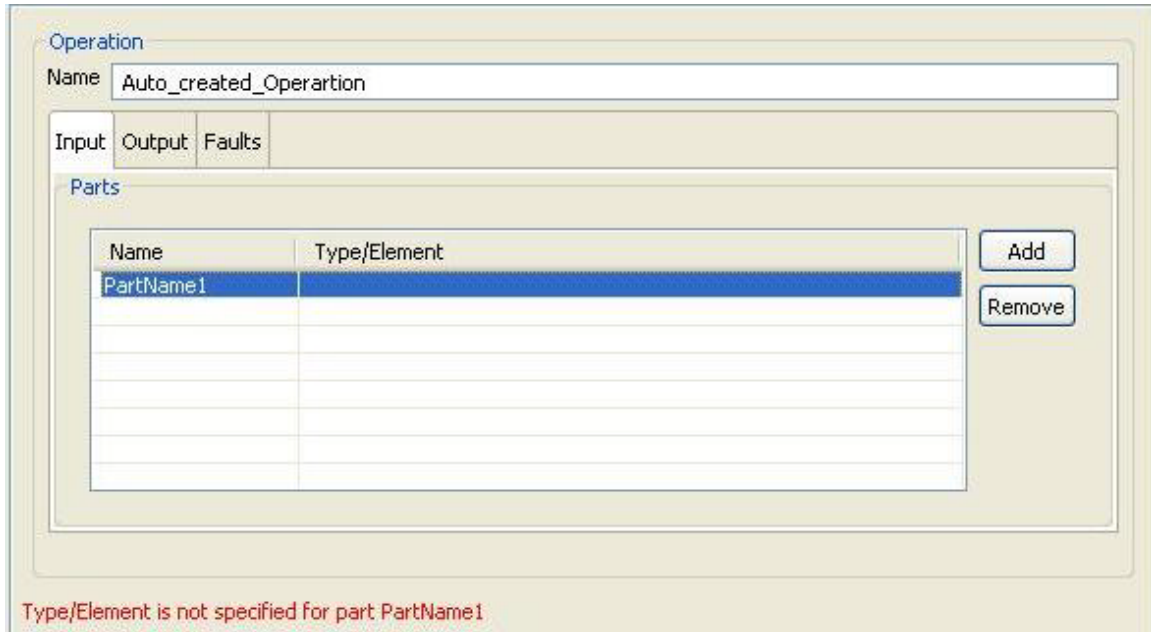 Operation
Name Auto_created_Operartion
Input Output Faults
Parts
Name Type/Element
Add
PartName1
Remove
Type/Element is not specified for part PartName1